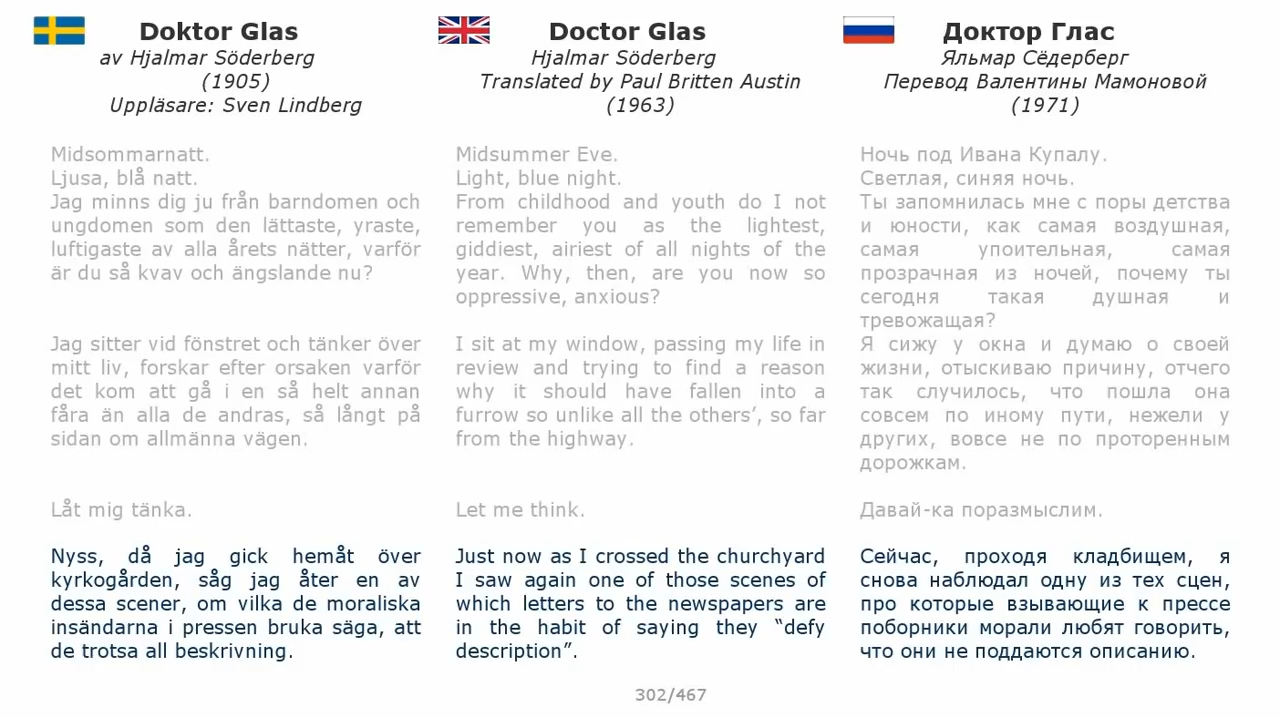 Doktor Glas
av Hjalmar Söderberg
(1905)
Uppläsare: Sven Lindberg
Midsommarnatt.
Ljusa, blå natt.
Jag minns dig ju från barndomen och
ungdomen som den lättaste, yraste,
luftigaste av alla årets nätter, varför
är du så kvav och ängslande nu?
Jag sitter vid fönstret och tänker över
mitt liv, forskar efter orsaken varför
det kom att gå i en så helt annan
fåra än alla de andras, så långt på
sidan om allmänna vägen.
Låt mig tänka.
Nyss, då jag gick hemåt över
kyrkogården, såg jag åter en av
dessa scener, om vilka de moraliska
insändarna i pressen bruka säga, att
de trotsa all beskrivning.
Doctor Glas
Hjalmar Söderberg
Translated by Paul Britten Austin
(1963)
Midsummer Eve.
Light, blue night.
From childhood and youth do I not
remember you as the lightest,
giddiest, airiest of all nights of the
year. Why, then, are you now so
oppressive, anxious?
I sit at my window, passing my life in
review and trying to find a reason
why it should have fallen into a
furrow so unlike all the others’, so far
from the highway.
Let me think.
Just now as I crossed the churchyard
I saw again one of those scenes of
which letters to the newspapers are
in the habit of saying they “defy
description”.
Доктор Глас
Яльмар Сёдерберг
Перевод Валентины Мамоновой
(1971)
Ночь под Ивана Купалу.
Светлая, синяя ночь.
Ты запомнилась мне с поры детства
и юности, как самая воздушная,
самая упоительная, самая
прозрачная из ночей, почему ты
сегодня такая душная и
тревожащая?
Я сижу у окна и думаю о своей
жизни, отыскиваю причину, отчего
так случилось, что пошла она
совсем по иному пути, нежели у
других, вовсе не по проторенным
дорожкам.
Давай-ка поразмыслим.
Сейчас, проходя кладбищем, я
снова наблюдал одну из тех сцен,
про которые взывающие к прессе
поборники морали любят говорить,
что они не поддаются описанию.
302/467